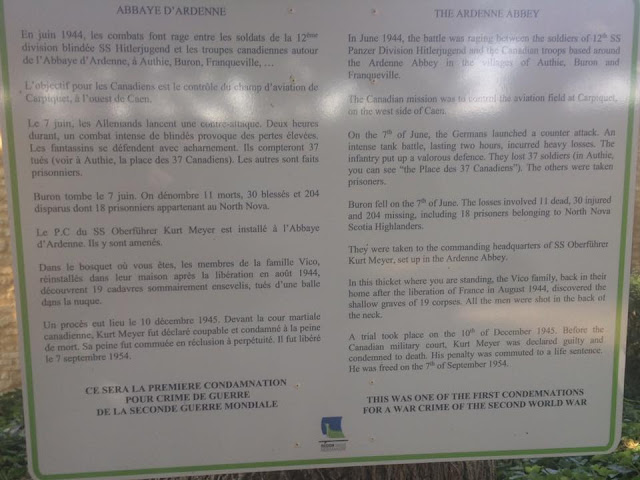 ABBAYE D'ARDENNE
En juin 1944, les combats font rage entre les soldats de la 12ème
division blindée SS Hitlerjugend et les troupes canadiennes autour
de l'Abbaye d'Ardenne, à Authie, Buron, Franqueville, ...
L'objectif pour les Canadiens est le contrôle du champ d'aviation de
Carpiquet, à l'ouest de Caen.
Le 7 juin, les Allemands lancent une contre-attaque. Deux heures
durant, un combat intense de blindés provoque des pertes élevées.
Les fantassins se défendent avec acharnement. Ils compteront 37
tués (voir à Authie, la place des 37 Canadiens). Les autres sont faits
prisonniers.
Buron tombe le 7 juin. On dénombre 11 morts, 30 blessés et 204
disparus dont 18 prisonniers appartenant au North Nova.
Le P.C du SS Oberführer Kurt Meyer est installé à l'Abbaye
d'Ardenne. Ils y sont amenés.
Dans le bosquet où vous êtes, les membres de la famille Vico,
réinstallés dans leur maison après la libération en août 1944,
découvrent 19 cadavres sommairement ensevelis, tués d'une balle
dans la nuque.
Un procès eut lieu le 10 décembre 1945. Devant la cour martiale
canadienne, Kurt Meyer fut déclaré coupable et condamné à la peine
de mort. Sa peine fut commuée en réclusion à perpétuité. Il fut libéré
le 7 septembre 1954.
CE SERA LA PREMIERE CONDAMNATION
POUR CRIME DE GUERRE
DE LA SECONDE GUERRE MONDIALE
THE ARDENNE ABBEY
In June 1944, the battle was raging between the soldiers of 12th SS
Panzer Division Hitlerjugend and the Canadian troops based around
the Ardenne Abbey in the villages of Authie, Buron and
Franqueville.
The Canadian mission was to control the aviation field at Carpiquet,
on the west side of Caen.
On the 7th of June, the Germans launched a counter attack. An
intense tank battle, lasting two hours, incurred heavy losses. The
infantry put up a valorous defence. They lost 37 soldiers (in Authie,
you can see "the Place des 37 Canadiens"). The others were taken
prisoners.
Buron fell on the 7th of June. The losses involved 11 dead, 30 injured
and 204 missing, including 18 prisoners belonging to North Nova
Scotia Highlanders.
They were taken to the commanding headquarters of SS Oberführer
Kurt Meyer, set up in the Ardenne Abbey.
In this thicket where you are standing, the Vico family, back in their
home after the liberation of France in August 1944, discovered the
shallow graves of 19 corpses. All the men were shot in the back of
the neck.
A trial took place on the 10th of December 1945. Before the
Canadian military court, Kurt Meyer was declared guilty and
condemned to death. His penalty was commuted to a life sentence.
He was freed on the 7th of September 1954.
THIS WAS ONE OF THE FIRST CONDEMNATIONS
FOR A WAR CRIME OF THE SECOND WORLD WAR